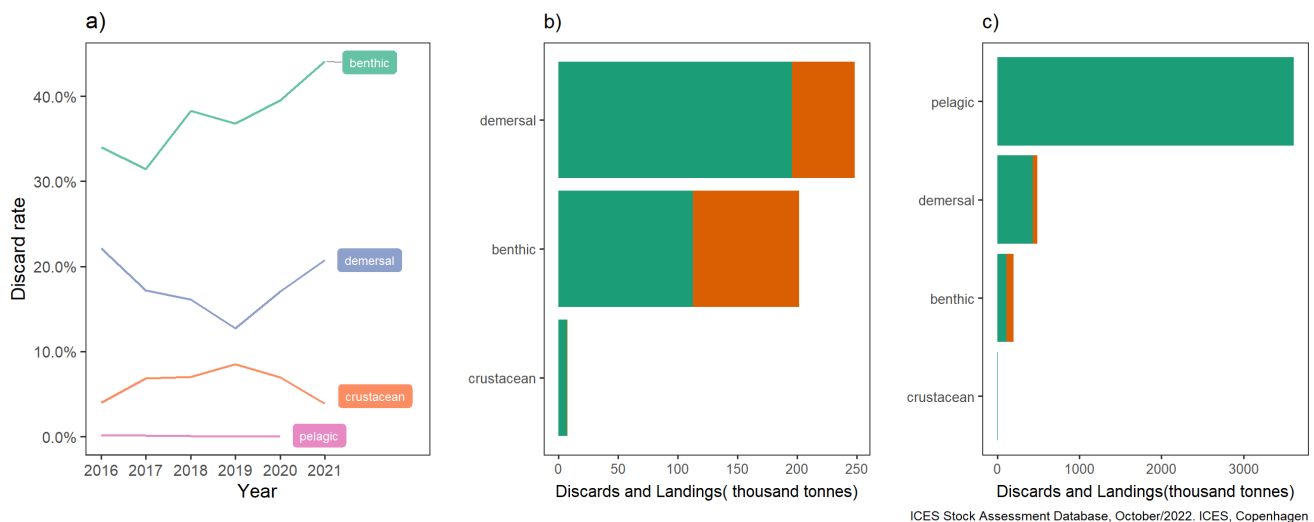 a)
benthic
demersal
crustacean
pelagic
40.0%
30.0%
20.0%
10.0%
0.0%
Discard rate
2016 2017 2018 2019 2020 2021
Year
b)
demersal
benthic
crustacean
0 50 100 150 200 250
Discards and Landings( thousand tonnes)
c)
pelagic
demersal
benthic
crustacean
0 1000 2000 3000
Discards and Landings(thousand tonnes)
ICES Stock Assessment Database, October/2022. ICES, Copenhagen